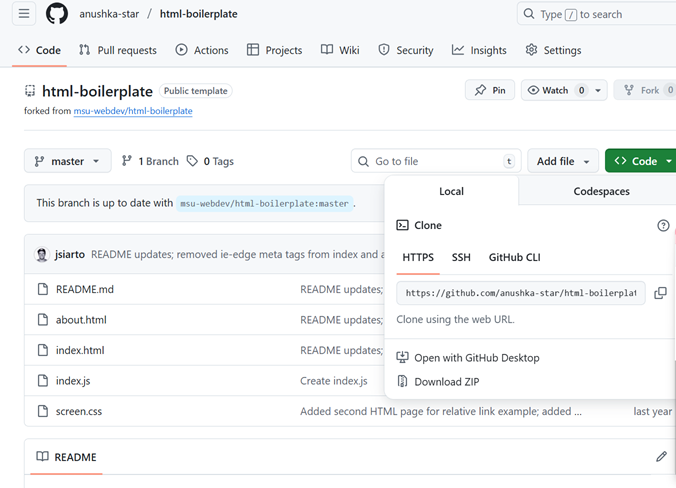 anushka-star / html-boilerplate
Type / to search
Code Pull requests Actions Projects Wiki Security Insights Settings
html-boilerplate Public template
Pin Watch 0 Fork 0
forked from msu-webdev/html-boilerplate
master 1 Branch 0 Tags Go to file t Add file Code
Local Codespaces
This branch is up to date with msu-webdev/html-boilerplate:master.
Clone
HTTPS SSH GitHub CLI
https://github.com/anushka-star/html-boilerplat
Clone using the web URL.
Open with GitHub Desktop
Download ZIP
jsiarto README updates; removed ie-edge meta tags from index and a
README.md README updates;
about.html README updates;
index.html README updates;
index.js Create index.js
screen.css Added second HTML page for relative link example; added ... last year
README